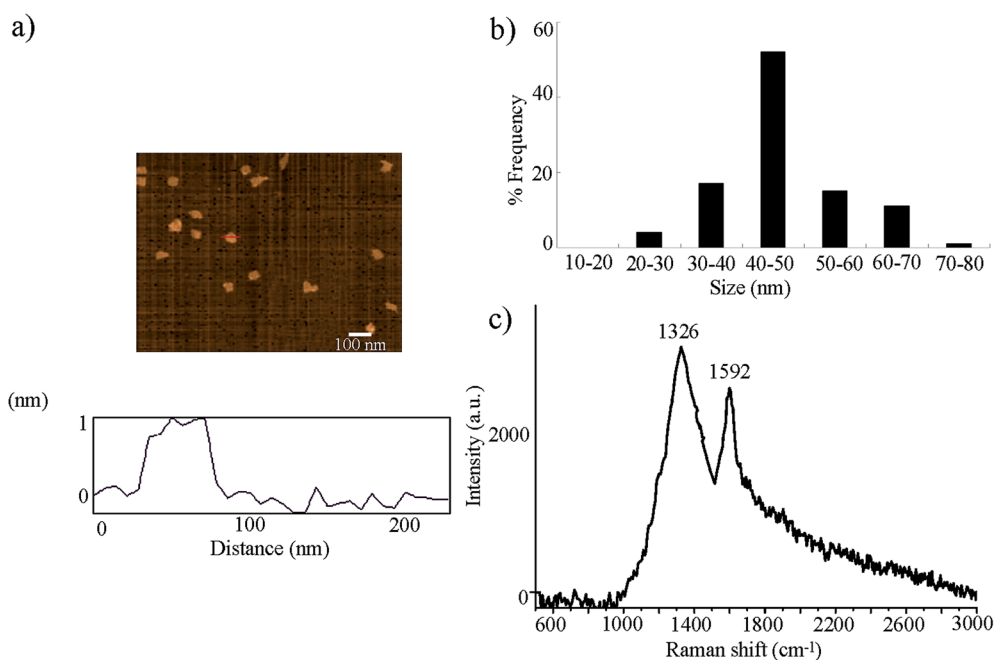 a)
100 nm
(nm)
1
0
0 100 200
Distance (nm)
b)
% Frequency
60
40
20
0
10-20 20-30 30-40 40-50 50-60 60-70 70-80
Size (nm)
c)
1326
1592
Intensity (a.u.)
2000
0
600 1000 1400 1800 2200 2600 3000
Raman shift (cm⁻¹)